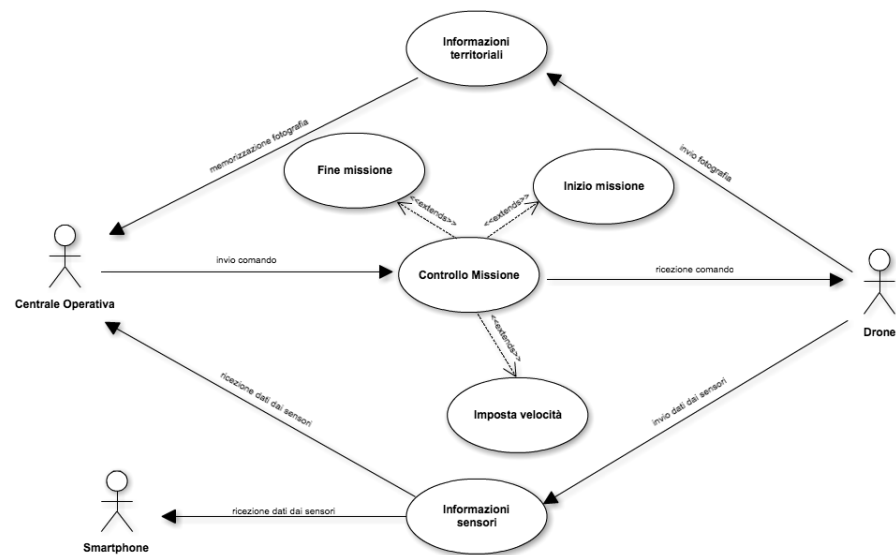 Informazioni
territoriali
memorizzazione fotografia
invio fotografia
Fine missione
Inizio missione
<<extends>>
<<extends>>
invio comando
Controllo Missione
ricezione comando
Centrale Operativa
Drone
<<extends>>
ricezione dati dai sensori
invio dati dai sensori
Imposta velocità
Informazioni
sensori
ricezione dati dai sensori
Smartphone